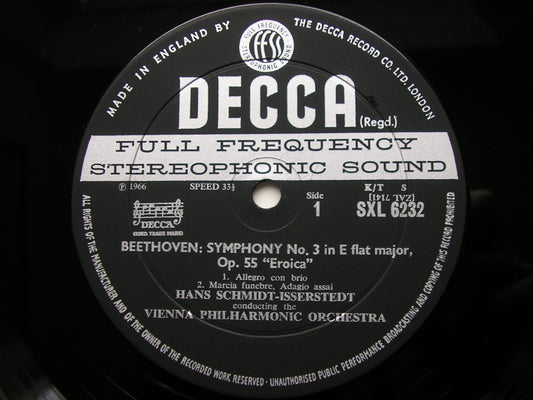 MADE IN ENGLAND BY
THE DECCA RECORD CO. LTD. LONDON
FULL FREQUENCY
ffss
STEREOPHONIC SOUND
DECCA
(Regd.)
FULL FREQUENCY
STEREOPHONIC SOUND
℗ 1966
SPEED 33⅓
Side
1
K/T S
[ZAL 7141]
SXL 6232
DECCA
BEETHOVEN: SYMPHONY No. 3 in E flat major,
Op. 55 "Eroica"
1. Allegro con brio
2. Marcia funebre, Adagio assai
HANS SCHMIDT-ISSERSTEDT
conducting the
VIENNA PHILHARMONIC ORCHESTRA
ALL RIGHTS OF THE MANUFACTURER AND OF THE OWNER OF THE RECORDED WORK RESERVED · UNAUTHORISED PUBLIC PERFORMANCE BROADCASTING AND COPYING OF THIS RECORD PROHIBITED